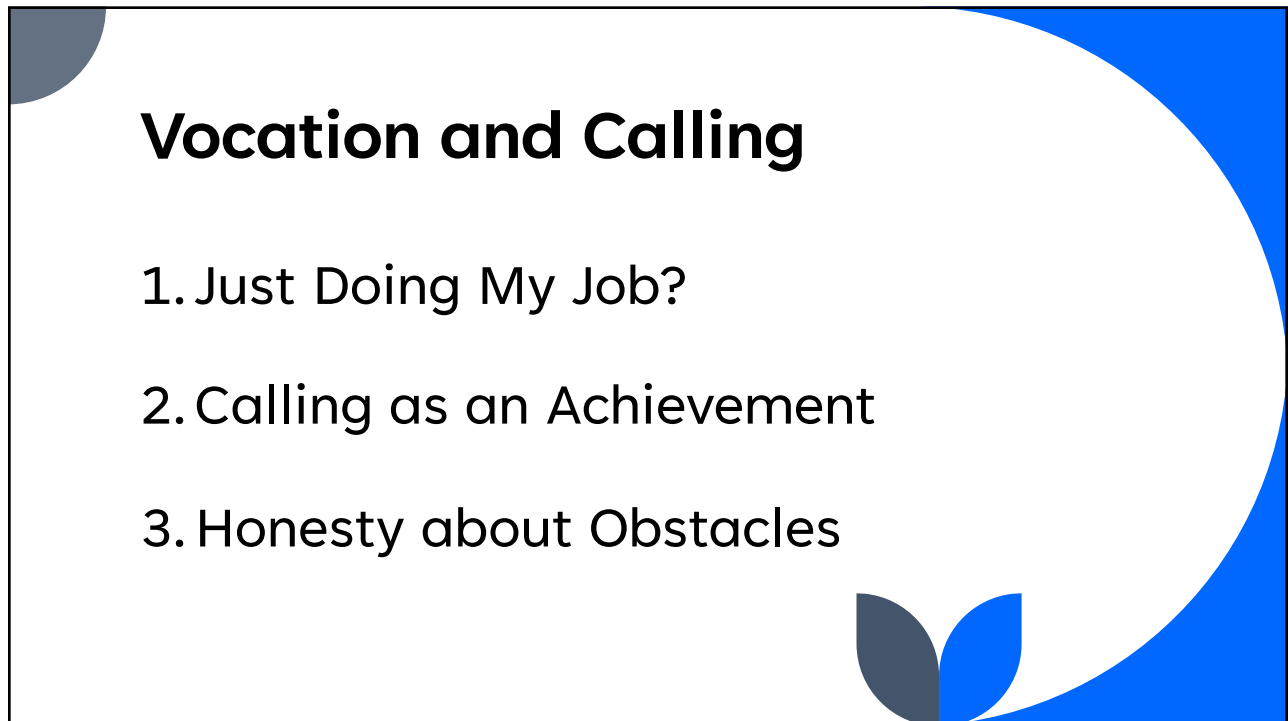 Vocation and Calling
1. Just Doing My Job?
2. Calling as an Achievement
3. Honesty about Obstacles